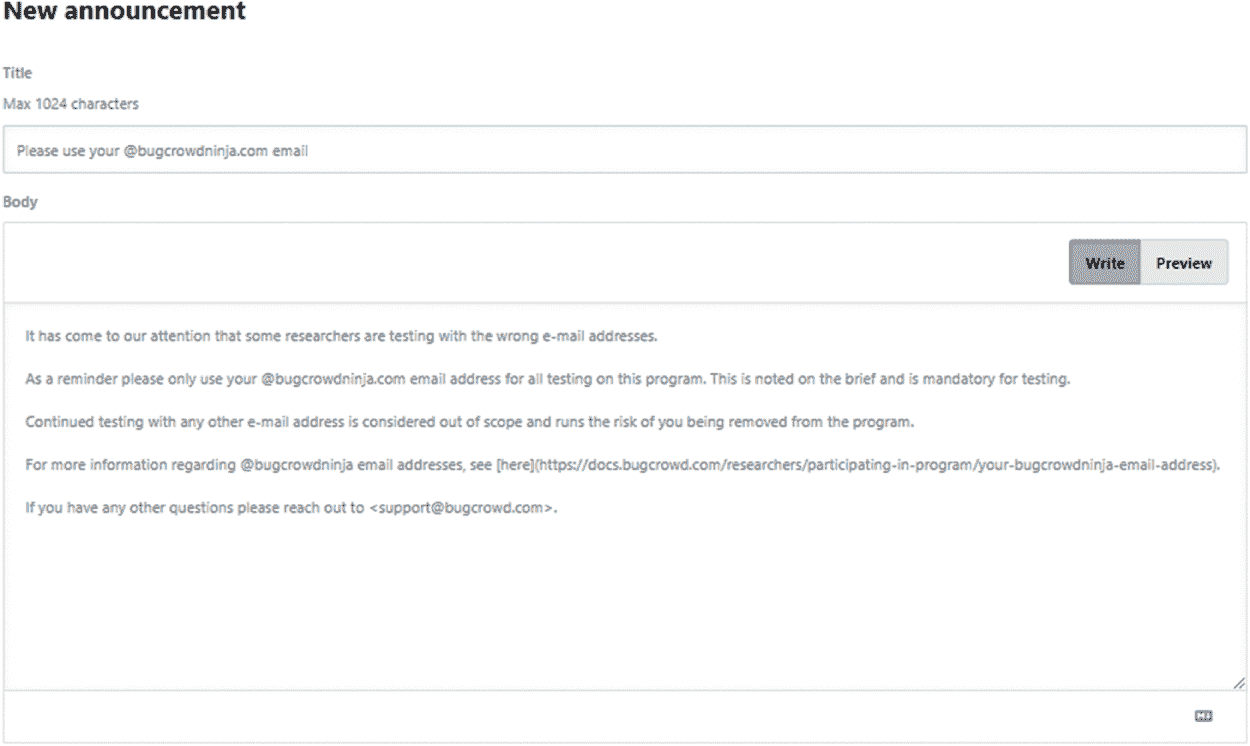 New announcement
Title
Max 1024 characters
Please use your @bugcrowdninja.com email
Body
Write Preview
It has come to our attention that some researchers are testing with the wrong e-mail addresses.
As a reminder please only use your @bugcrowdninja.com email address for all testing on this program. This is noted on the brief and is mandatory for testing.
Continued testing with any other e-mail address is considered out of scope and runs the risk of you being removed from the program.
For more information regarding @bugcrowdninja email addresses, see [here](https://docs.bugcrowd.com/researchers/participating-in-program/your-bugcrowdninja-email-address).
If you have any other questions please reach out to <support@bugcrowd.com>.